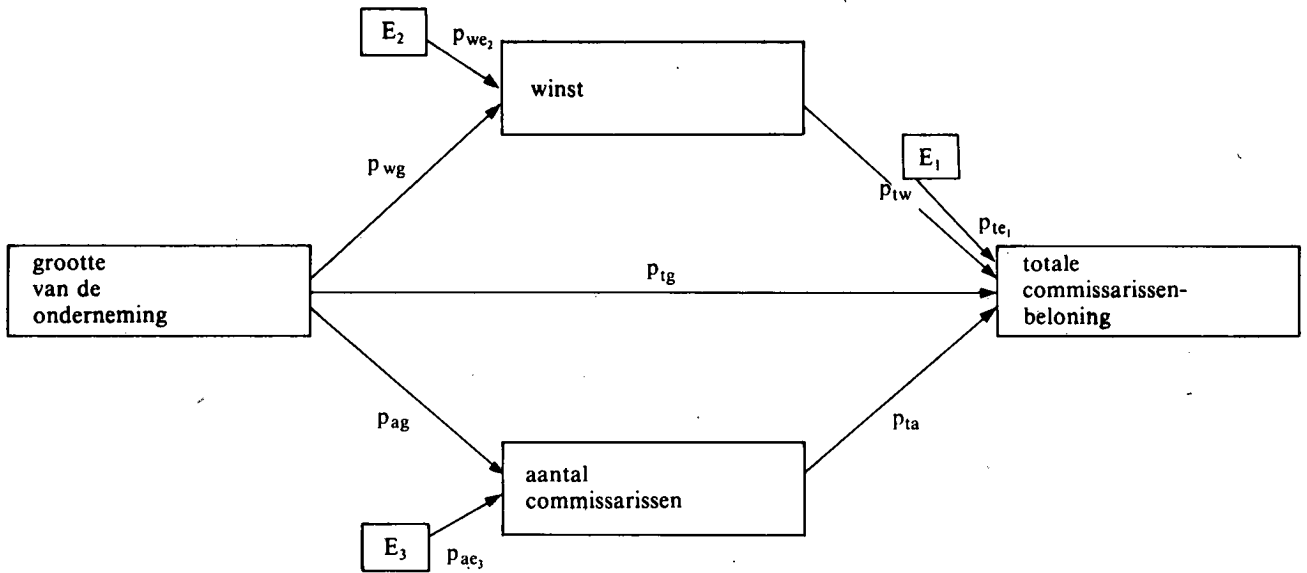 E₂
p_we₂
winst
p_wg
E₁
p_tw
p_te₁
grootte
van de
onderneming
p_tg
totale
commissarissen-
beloning
p_ag
p_ta
aantal
commissarissen
E₃
p_ae₃